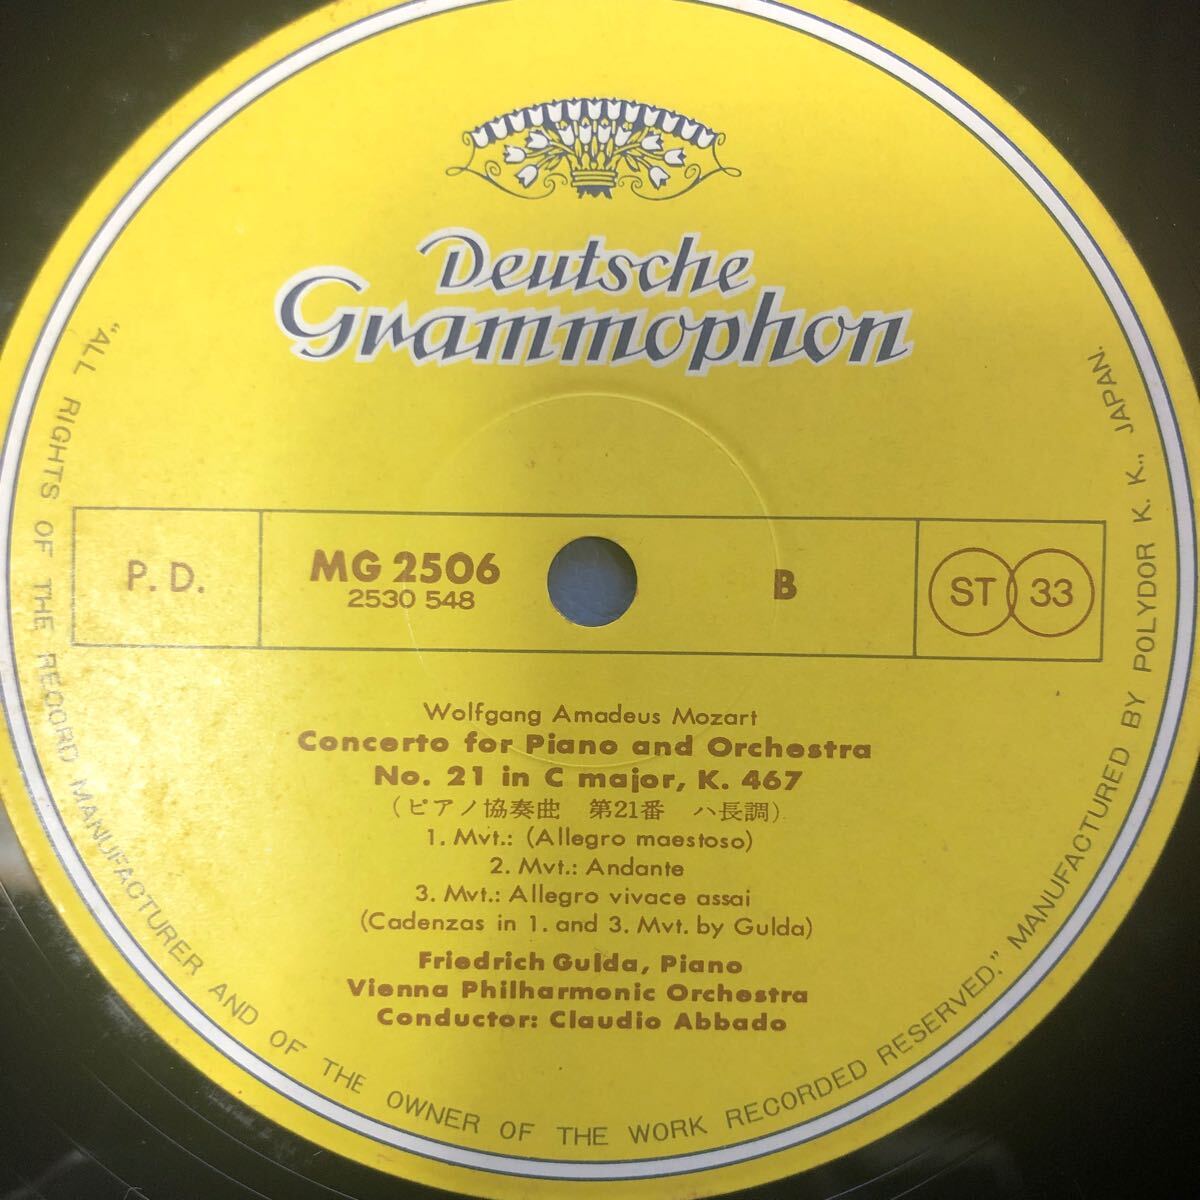 Deutsche
Grammophon
P. D.
MG 2506
2530 548
B
ST 33
Wolfgang Amadeus Mozart
Concerto for Piano and Orchestra
No. 21 in C major, K. 467
(ピアノ協奏曲 第21番 ハ長調)
1. Mvt.: (Allegro maestoso)
2. Mvt.: Andante
3. Mvt.: Allegro vivace assai
(Cadenzas in 1. and 3. Mvt. by Gulda)
Friedrich Gulda, Piano
Vienna Philharmonic Orchestra
Conductor: Claudio Abbado
"ALL RIGHTS OF THE RECORD MANUFACTURER AND OF THE OWNER OF THE WORK RECORDED RESERVED." MANUFACTURED BY POLYDOR K. K., JAPAN.